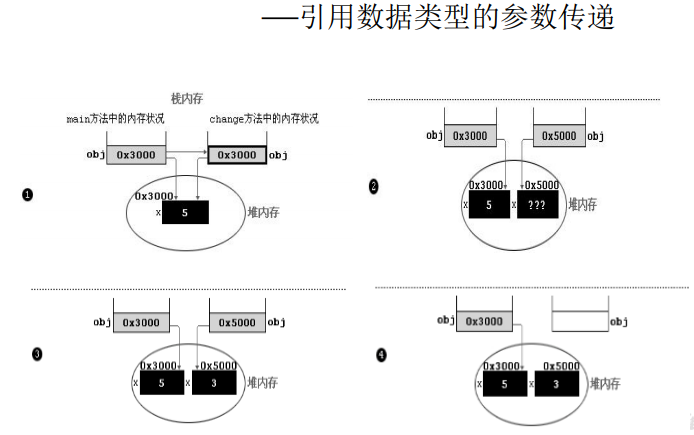 ——引用数据类型的参数传递
栈内存
main方法中的内存状况 change方法中的内存状况
obj 0x3000 0x3000 obj
❶
0x3000
x 5 堆内存
obj 0x3000 0x5000 obj
❷
0x3000 0x5000
x 5 x ??? 堆内存
obj 0x3000 0x5000 obj
❸
0x3000 0x5000
x 5 x 3 堆内存
obj 0x3000 obj
❹
0x3000 0x5000
x 5 x 3 堆内存